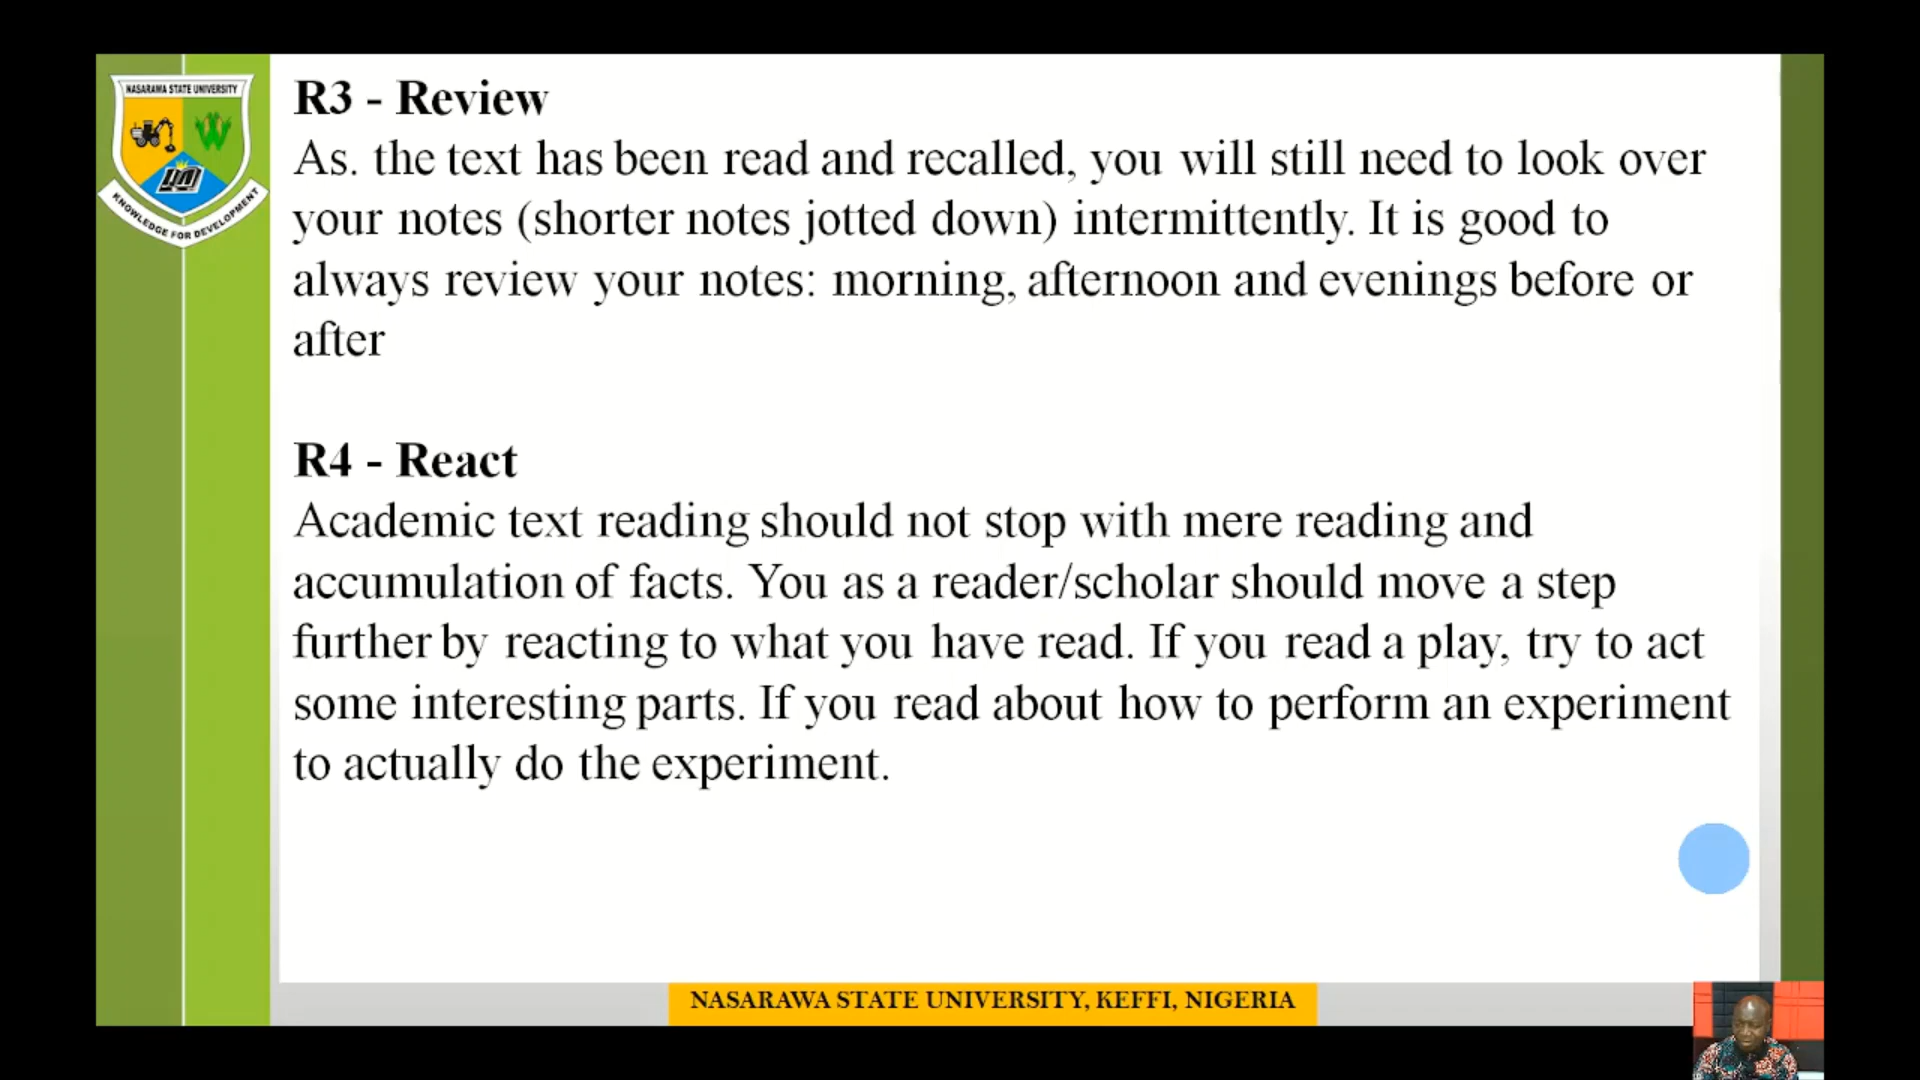 NASARAWA STATE UNIVERSITY
KNOWLEDGE FOR DEVELOPMENT
R3 - Review
As. the text has been read and recalled, you will still need to look over
your notes (shorter notes jotted down) intermittently. It is good to
always review your notes: morning, afternoon and evenings before or
after
R4 - React
Academic text reading should not stop with mere reading and
accumulation of facts. You as a reader/scholar should move a step
further by reacting to what you have read. If you read a play, try to act
some interesting parts. If you read about how to perform an experiment
to actually do the experiment.
NASARAWA STATE UNIVERSITY, KEFFI, NIGERIA